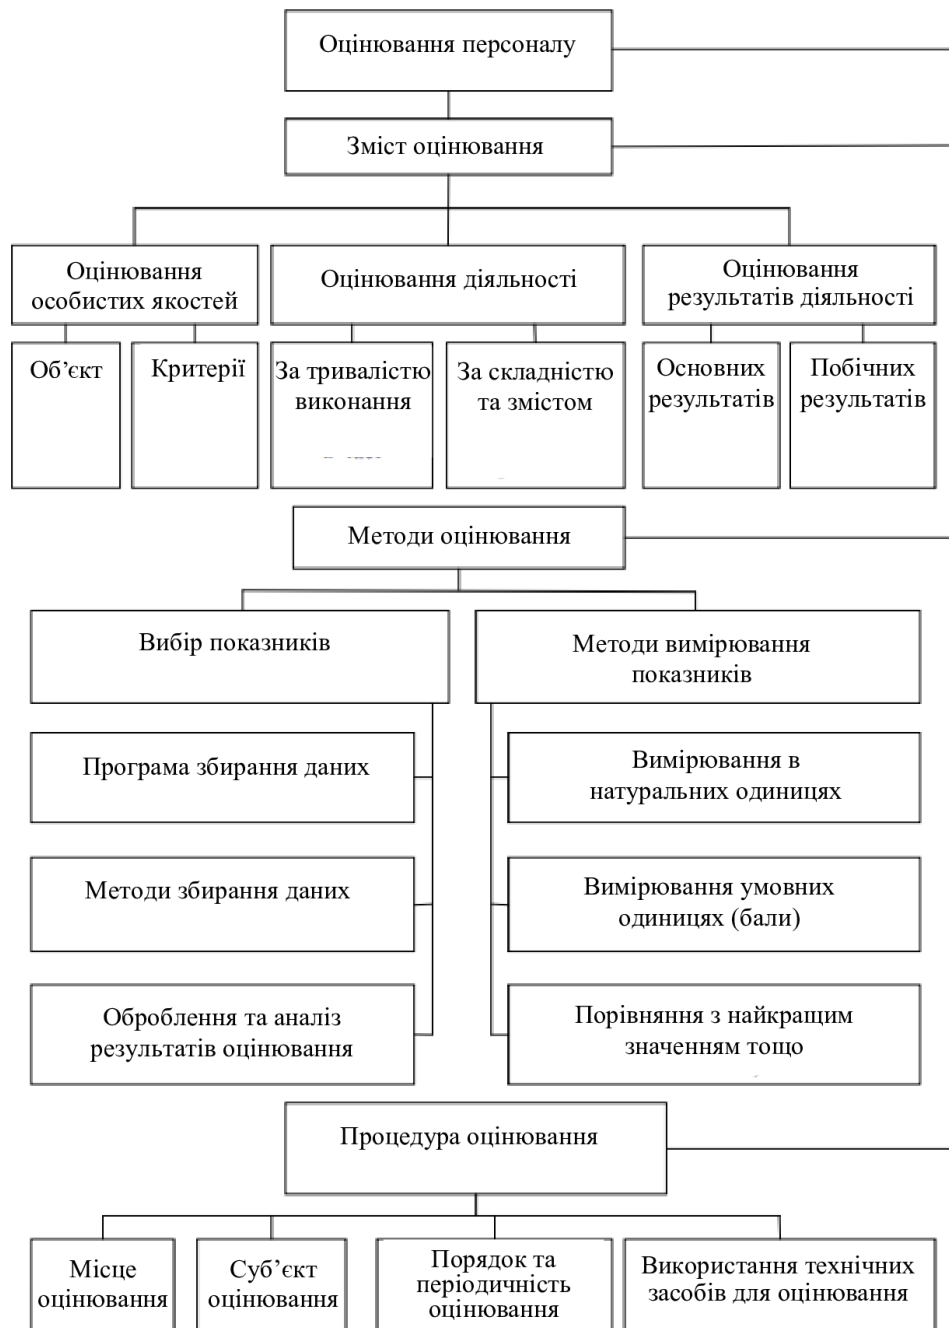 Оцінювання персоналу
Зміст оцінювання
Оцінювання
особистих якостей
Оцінювання діяльності
Оцінювання
результатів діяльності
Об’єкт
Критерії
За тривалістю
виконання
За складністю
та змістом
Основних
результатів
Побічних
результатів
Методи оцінювання
Вибір показників
Методи вимірювання
показників
Програма збирання даних
Вимірювання в
натуральних одиницях
Методи збирання даних
Вимірювання умовних
одиницях (бали)
Оброблення та аналіз
результатів оцінювання
Порівняння з найкращим
значенням тощо
Процедура оцінювання
Місце
оцінювання
Суб’єкт
оцінювання
Порядок та
періодичність
оцінювання
Використання технічних
засобів для оцінювання